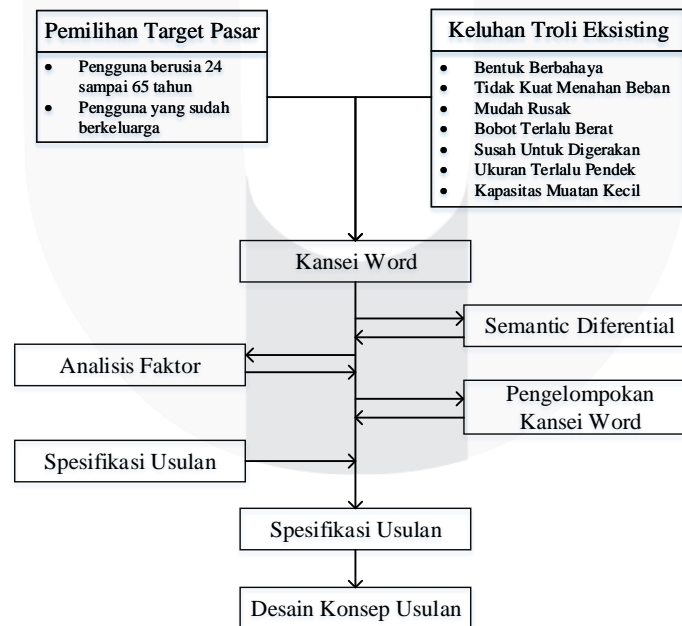 Pemilihan Target Pasar
• Pengguna berusia 24
sampai 65 tahun
• Pengguna yang sudah
berkeluarga
Keluhan Troli Eksisting
• Bentuk Berbahaya
• Tidak Kuat Menahan Beban
• Mudah Rusak
• Bobot Terlalu Berat
• Susah Untuk Digerakan
• Ukuran Terlalu Pendek
• Kapasitas Muatan Kecil
Kansei Word
Semantic Diferential
Analisis Faktor
Pengelompokan
Kansei Word
Spesifikasi Usulan
Spesifikasi Usulan
Desain Konsep Usulan